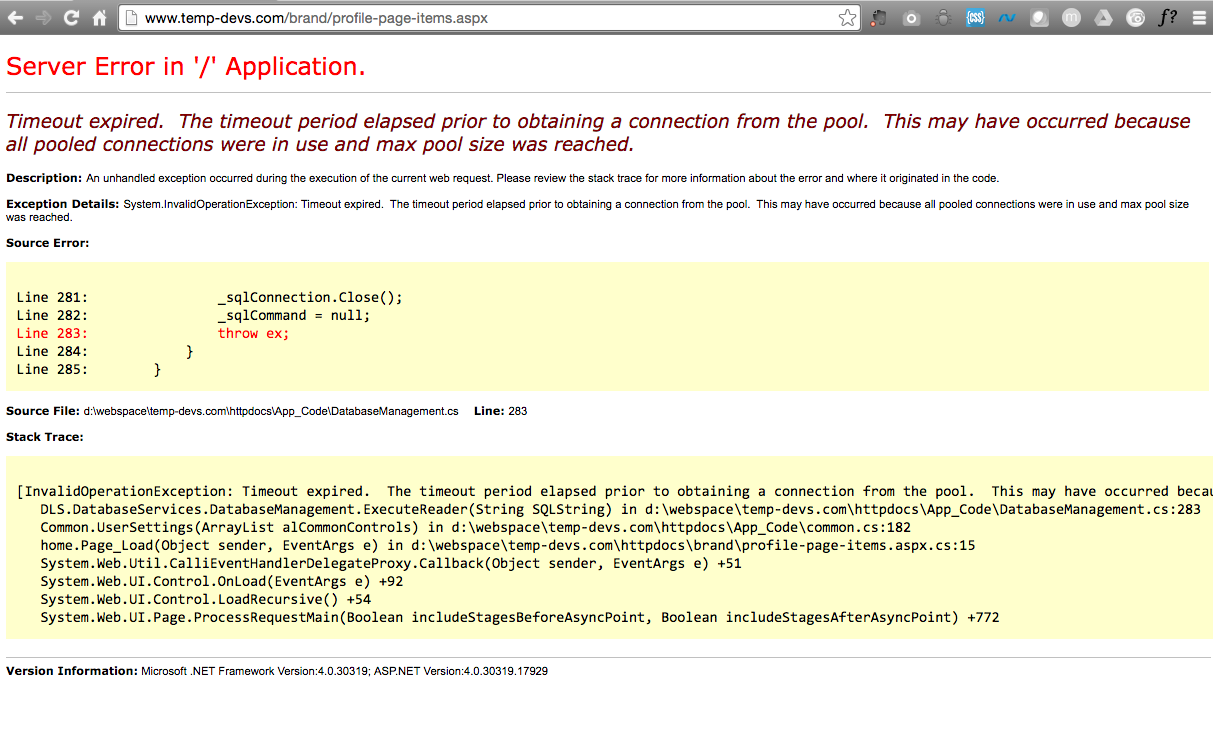 www.temp-devs.com/brand/profile-page-items.aspx
{css}
m
f?
Server Error in '/' Application.
Timeout expired.  The timeout period elapsed prior to obtaining a connection from the pool.  This may have occurred because
all pooled connections were in use and max pool size was reached.
Description: An unhandled exception occurred during the execution of the current web request. Please review the stack trace for more information about the error and where it originated in the code.
Exception Details: System.InvalidOperationException: Timeout expired.  The timeout period elapsed prior to obtaining a connection from the pool.  This may have occurred because all pooled connections were in use and max pool size
was reached.
Source Error:
Line 281:                _sqlConnection.Close();
Line 282:                _sqlCommand = null;
Line 283:                throw ex;
Line 284:            }
Line 285:        }
Source File: d:\webspace\temp-devs.com\httpdocs\App_Code\DatabaseManagement.cs    Line: 283
Stack Trace:
[InvalidOperationException: Timeout expired.  The timeout period elapsed prior to obtaining a connection from the pool.  This may have occurred becau
   DLS.DatabaseServices.DatabaseManagement.ExecuteReader(String SQLString) in d:\webspace\temp-devs.com\httpdocs\App_Code\DatabaseManagement.cs:283
   Common.UserSettings(ArrayList alCommonControls) in d:\webspace\temp-devs.com\httpdocs\App_Code\common.cs:182
   home.Page_Load(Object sender, EventArgs e) in d:\webspace\temp-devs.com\httpdocs\brand\profile-page-items.aspx.cs:15
   System.Web.Util.CalliEventHandlerDelegateProxy.Callback(Object sender, EventArgs e) +51
   System.Web.UI.Control.OnLoad(EventArgs e) +92
   System.Web.UI.Control.LoadRecursive() +54
   System.Web.UI.Page.ProcessRequestMain(Boolean includeStagesBeforeAsyncPoint, Boolean includeStagesAfterAsyncPoint) +772
Version Information: Microsoft .NET Framework Version:4.0.30319; ASP.NET Version:4.0.30319.17929